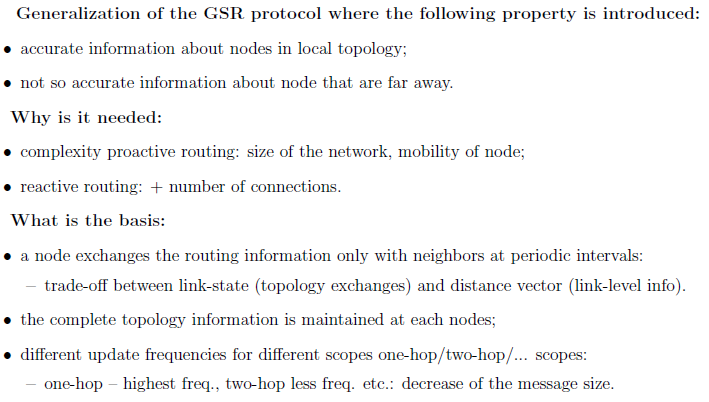 Generalization of the GSR protocol where the following property is introduced:
• accurate information about nodes in local topology;
• not so accurate information about node that are far away.
Why is it needed:
• complexity proactive routing: size of the network, mobility of node;
• reactive routing: + number of connections.
What is the basis:
• a node exchanges the routing information only with neighbors at periodic intervals:
– trade-off between link-state (topology exchanges) and distance vector (link-level info).
• the complete topology information is maintained at each nodes;
• different update frequencies for different scopes one-hop/two-hop/... scopes:
– one-hop – highest freq., two-hop less freq. etc.: decrease of the message size.